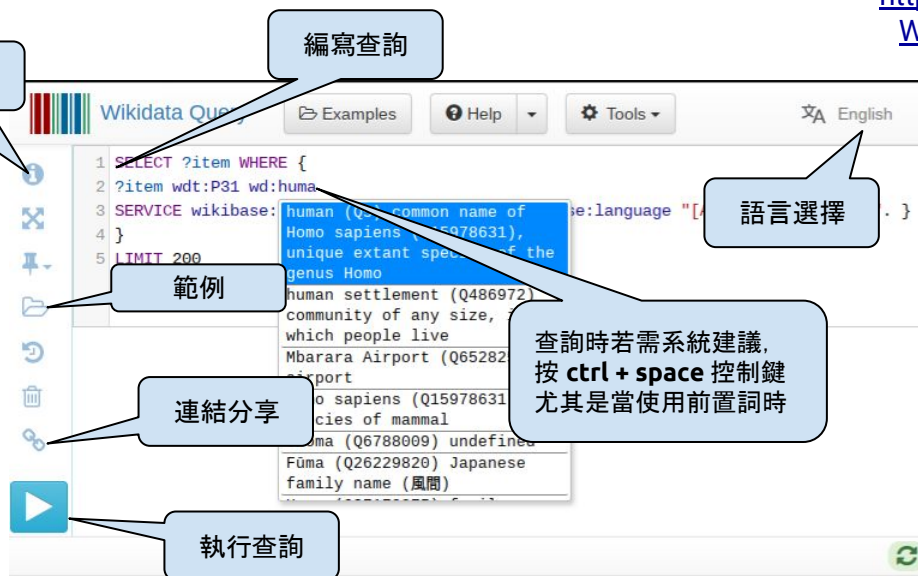 編寫查詢
Wikidata Query
Examples
Help
Tools
English
1 SELECT ?item WHERE {
2 ?item wdt:P31 wd:huma
3 SERVICE wikibase:
se:language "[A
. }
4 }
5 LIMIT 200
human (Q5) common name of
Homo sapiens (Q15978631),
unique extant species of the
genus Homo
human settlement (Q486972)
community of any size,
which people live
Mbarara Airport (Q65282
airport
sapiens (Q15978631
species of mammal
(Q6788009) undefined
Fūma (Q26229820) Japanese
family name (風間)
語言選擇
範例
查詢時若需系統建議,
按 ctrl + space 控制鍵
尤其是當使用前置詞時
連結分享
執行查詢